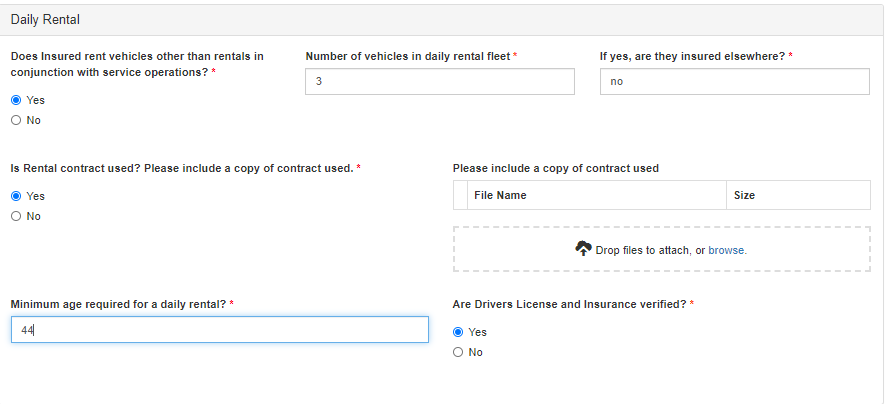 Daily Rental
Does Insured rent vehicles other than rentals in
conjunction with service operations? *
Yes
No
Number of vehicles in daily rental fleet *
3
If yes, are they insured elsewhere? *
no
Is Rental contract used? Please include a copy of contract used. *
Yes
No
Please include a copy of contract used
File Name Size
Drop files to attach, or browse.
Minimum age required for a daily rental? *
44
Are Drivers License and Insurance verified? *
Yes
No